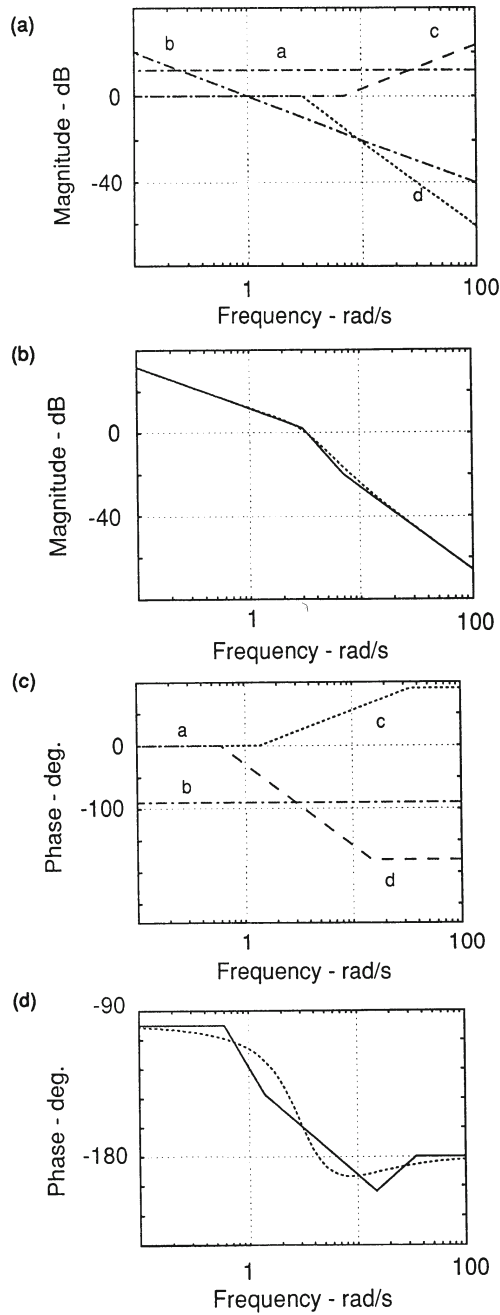 (a)
b
a
c
0
-40
d
Magnitude - dB
1
100
Frequency - rad/s
(b)
0
-40
Magnitude - dB
1
100
Frequency - rad/s
(c)
a
c
0
b
-100
d
Phase - deg.
1
100
Frequency - rad/s
(d)
-90
-180
Phase - deg.
1
100
Frequency - rad/s